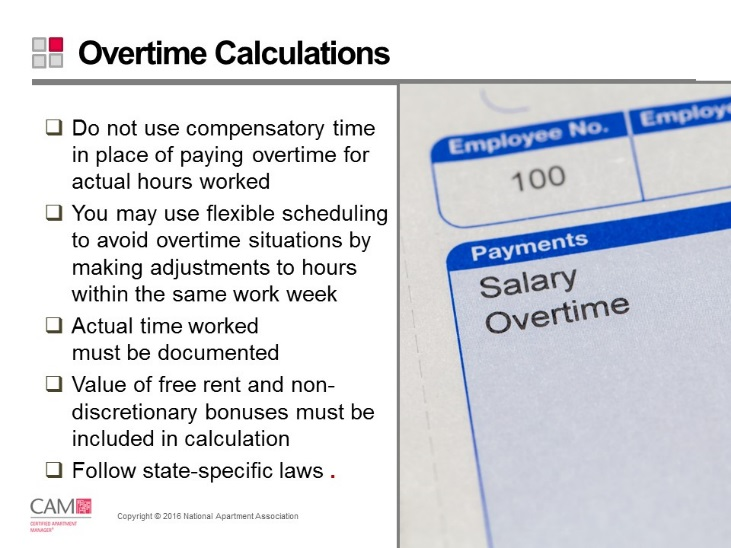 Overtime Calculations
❑ Do not use compensatory time
in place of paying overtime for
actual hours worked
❑ You may use flexible scheduling
to avoid overtime situations by
making adjustments to hours
within the same work week
❑ Actual time worked
must be documented
❑ Value of free rent and non-
discretionary bonuses must be
included in calculation
❑ Follow state-specific laws .
Employee No.
100
Payments
Salary
Overtime
CAM
CERTIFIED APARTMENT
MANAGER®
Copyright © 2016 National Apartment Association